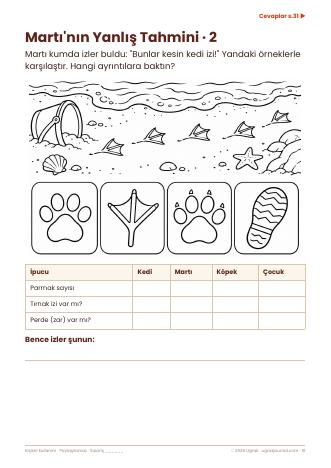 Cevaplar s.31 ▶
Martı'nın Yanlış Tahmini · 2
Martı kumda izler buldu: "Bunlar kesin kedi izi!" Yandaki örneklerle
karşılaştır. Hangi ayrıntılara baktın?
İpucu Kedi Martı Köpek Çocuk
Parmak sayısı
Tırnak izi var mı?
Perde (zar) var mı?
Bence izler şunun: